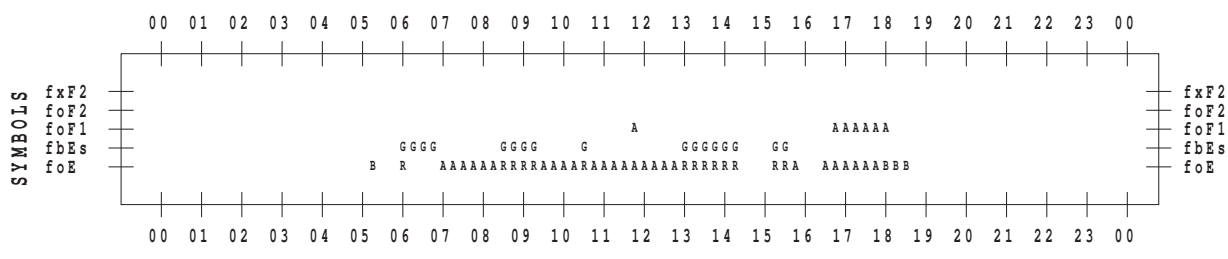 00 01 02 03 04 05 06 07 08 09 10 11 12 13 14 15 16 17 18 19 20 21 22 23 00
SYMBOLS
fxF2 fxF2
foF2 foF2
foF1 A AAAAAA foF1
fbEs GGGG GGGG G GGGGGG GG fbEs
foE B R AAAAAARRRRAAAARAAAAAAAAARRRRRR RRA AAAAAABBB foE
00 01 02 03 04 05 06 07 08 09 10 11 12 13 14 15 16 17 18 19 20 21 22 23 00